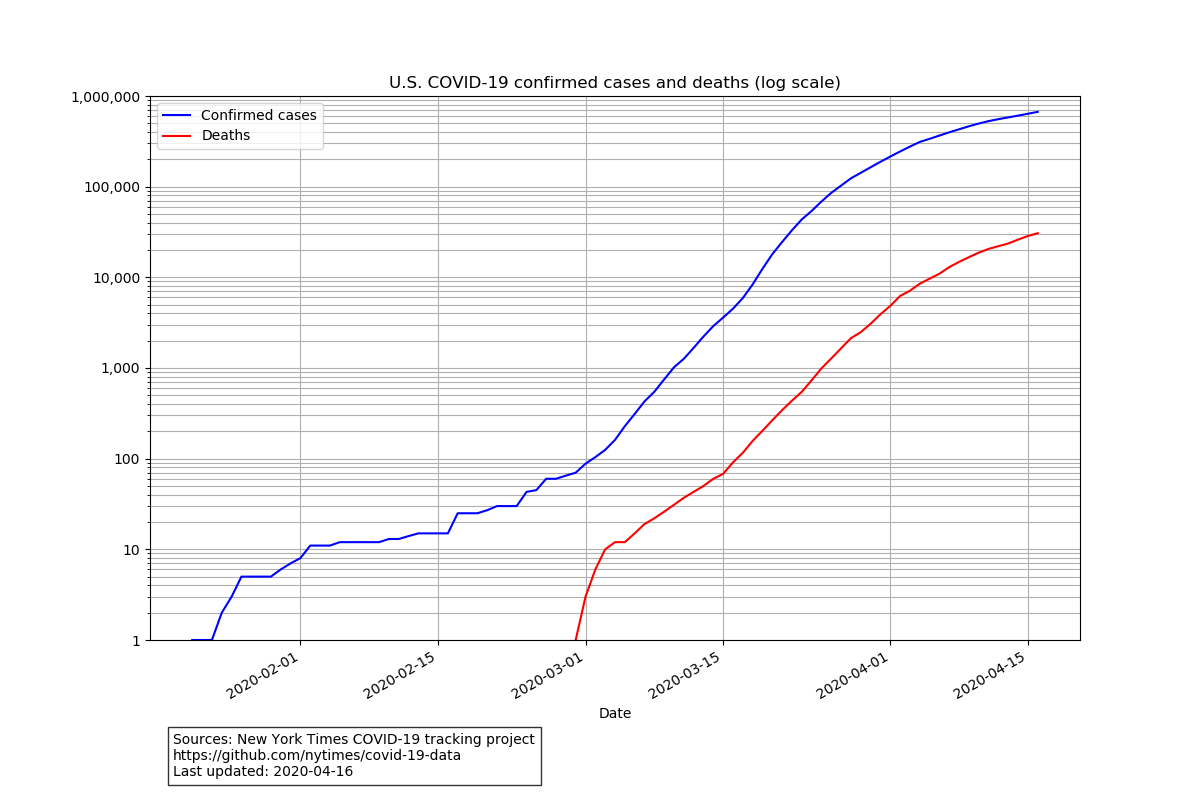 U.S. COVID-19 confirmed cases and deaths (log scale)
1,000,000
100,000
10,000
1,000
100
10
1
Confirmed cases
Deaths
2020-02-01
2020-02-15
2020-03-01
2020-03-15
2020-04-01
2020-04-15
Date
Sources: New York Times COVID-19 tracking project
https://github.com/nytimes/covid-19-data
Last updated: 2020-04-16